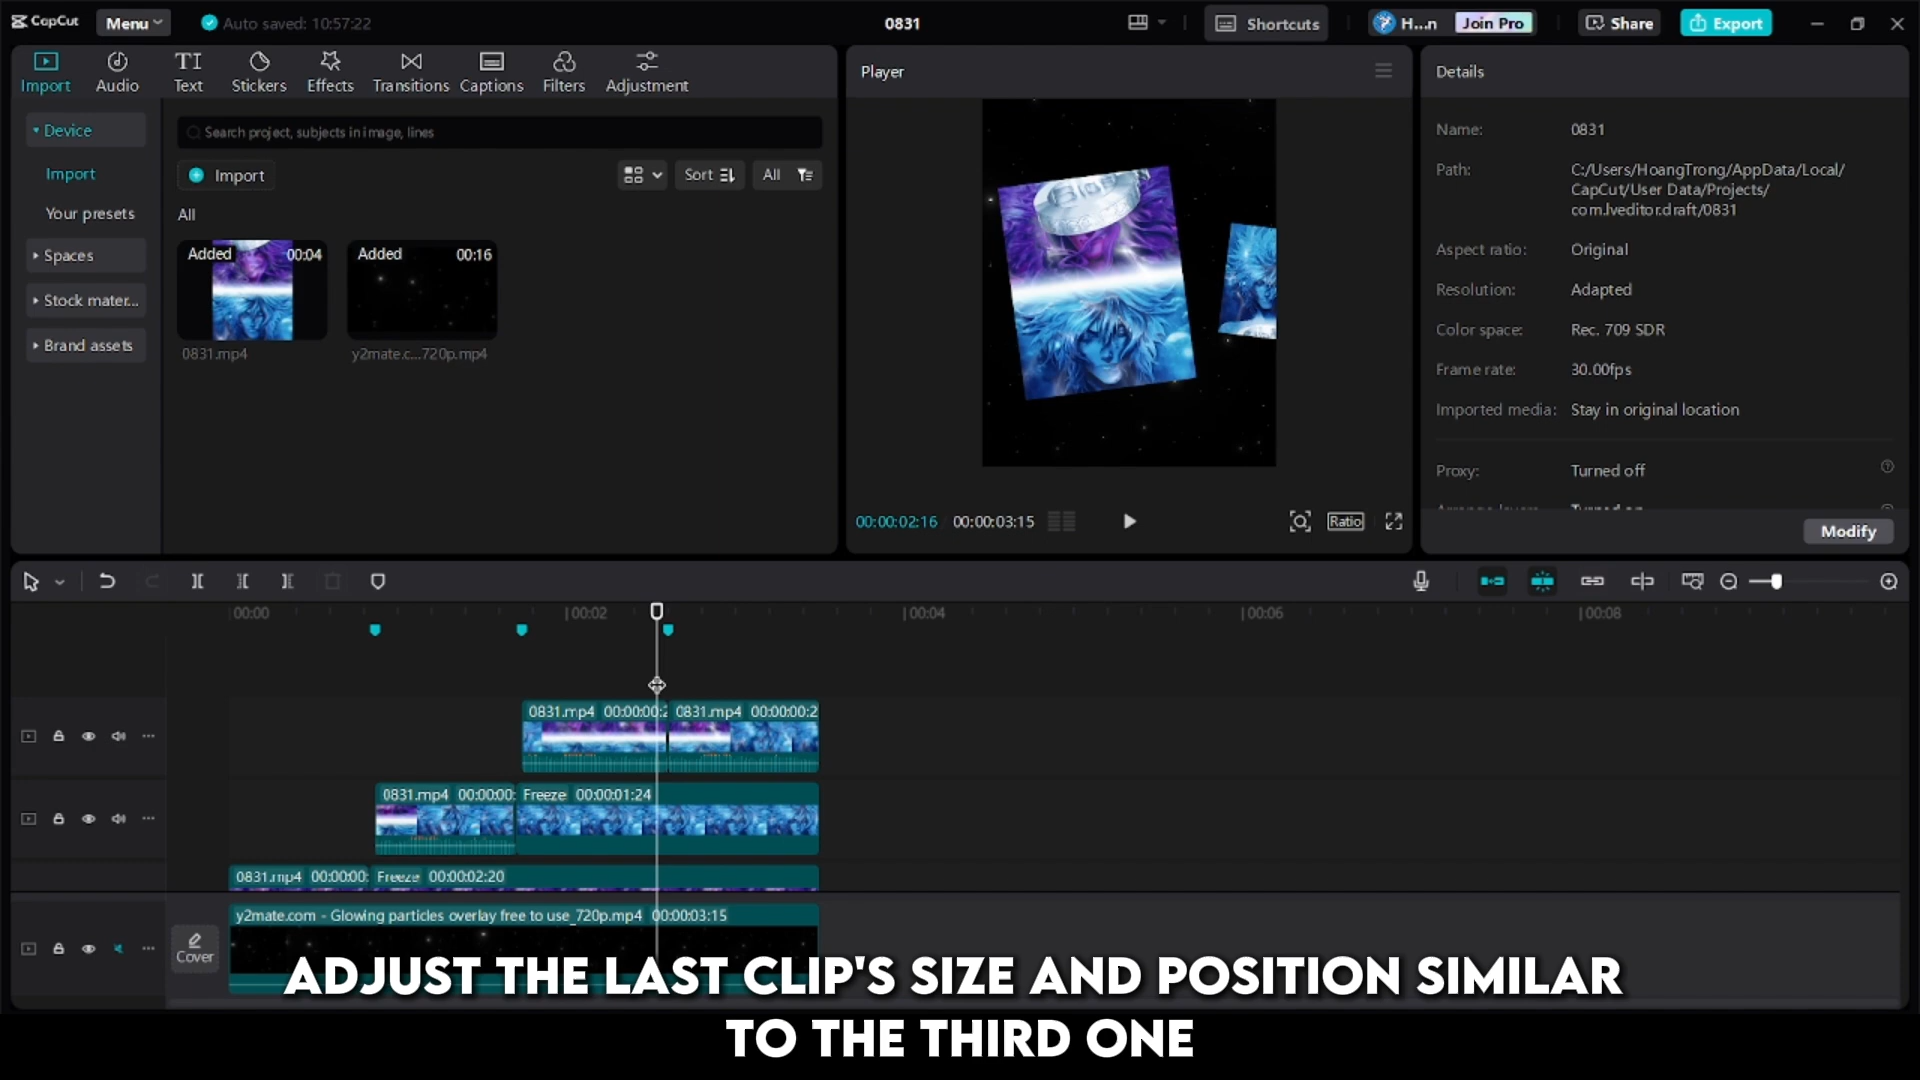 CapCut Menu Auto saved: 10:57:22 0831 Shortcuts H...n Join Pro Share Export
Import Audio Text Stickers Effects Transitions Captions Filters Adjustment
Device
Import
Your presets
Spaces
Stock mater...
Brand assets
Search project, subjects in image, lines
Import Sort All
All
Added 00:04 Added 00:16
0831.mp4 y2mate.c...720p.mp4
Player
00:00:02:16 00:00:03:15 Ratio
Details
Name: 0831
Path: C:/Users/HoangTrong/AppData/Local/
CapCut/User Data/Projects/
com.lveditor.draft/0831
Aspect ratio: Original
Resolution: Adapted
Color space: Rec. 709 SDR
Frame rate: 30.00fps
Imported media: Stay in original location
Proxy: Turned off
Modify
00:00 00:02 00:04 00:06 00:08
0831.mp4 00:00:00:2 0831.mp4 00:00:00:2
0831.mp4 00:00:00: Freeze 00:00:01:24
0831.mp4 00:00:00: Freeze 00:00:02:20
y2mate.com - Glowing particles overlay free to use_720p.mp4 00:00:03:15
Cover
ADJUST THE LAST CLIP'S SIZE AND POSITION SIMILAR
TO THE THIRD ONE